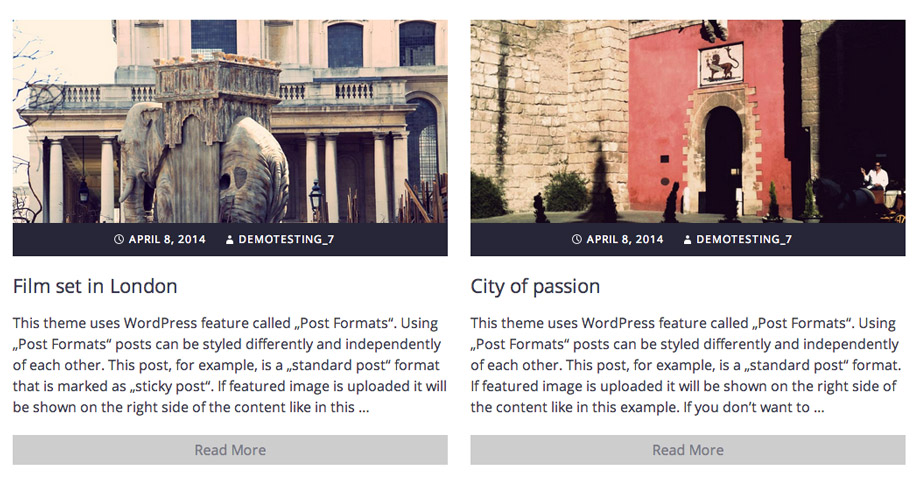 APRIL 8, 2014 DEMOTESTING_7
Film set in London
This theme uses WordPress feature called „Post Formats“. Using
„Post Formats“ posts can be styled differently and independently
of each other. This post, for example, is a „standard post“ format
that is marked as „sticky post“. If featured image is uploaded it will
be shown on the right side of the content like in this ...
Read More
APRIL 8, 2014 DEMOTESTING_7
City of passion
This theme uses WordPress feature called „Post Formats“. Using
„Post Formats“ posts can be styled differently and independently
of each other. This post, for example, is a „standard post“ format.
If featured image is uploaded it will be shown on the right side of
the content like in this example. If you don’t want to ...
Read More